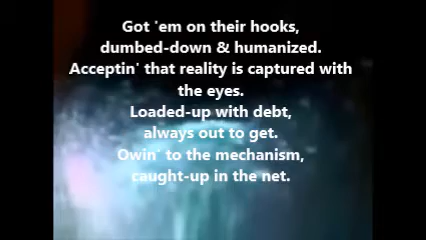 Got 'em on their hooks,
dumbed-down & humanized.
Acceptin' that reality is captured with
the eyes.
Loaded-up with debt,
always out to get.
Owin' to the mechanism,
caught-up in the net.